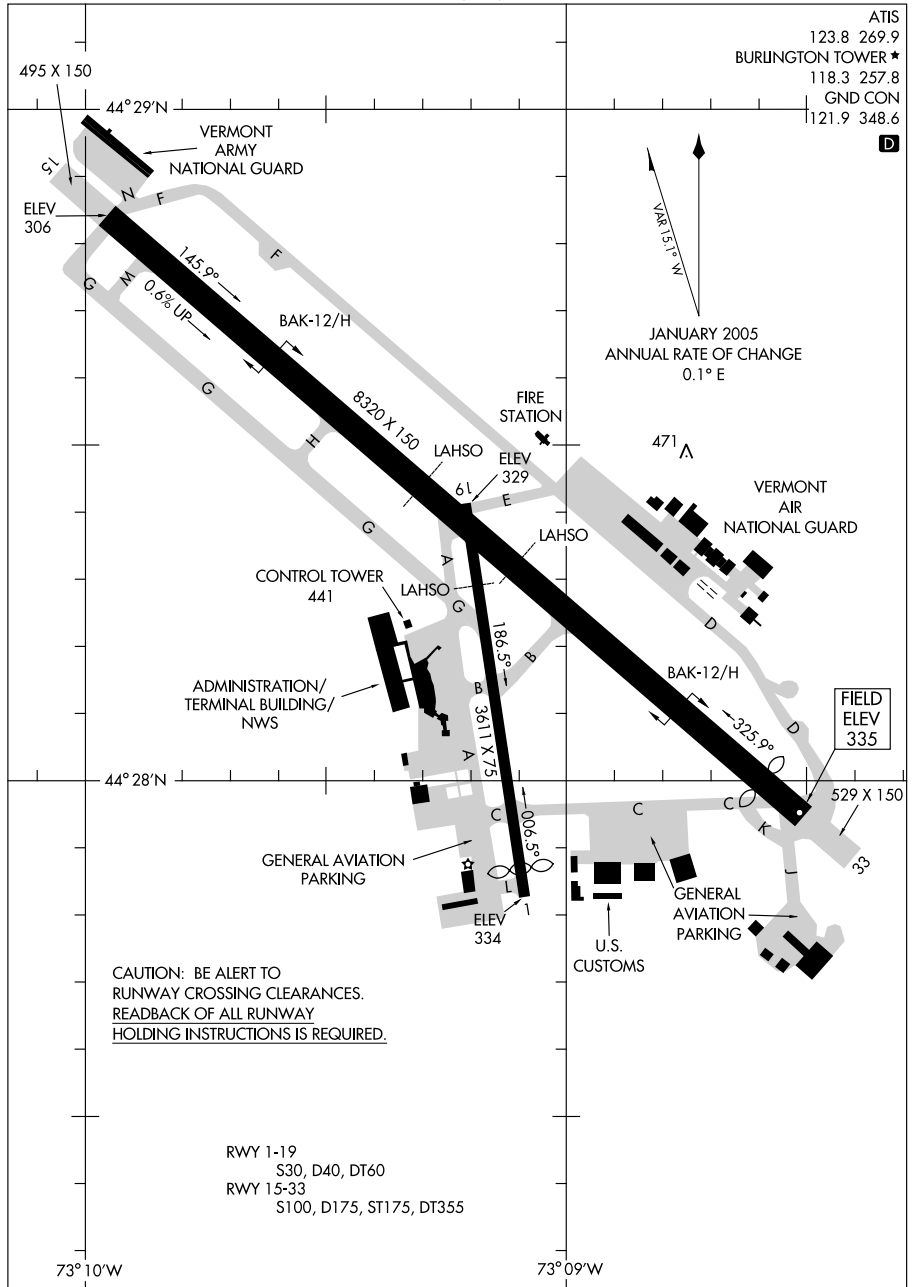 ATIS
123.8 269.9
BURLINGTON TOWER ★
118.3 257.8
GND CON
121.9 348.6
D
495 X 150
44°29'N
VERMONT
ARMY
NATIONAL GUARD
15
ELEV
306
N
F
F
G
M
145.9°
0.6% UP
BAK-12/H
VAR 15.1° W
JANUARY 2005
ANNUAL RATE OF CHANGE
0.1° E
G
H
8320 X 150
FIRE
STATION
LAHSO
19
ELEV
329
E
471
VERMONT
AIR
NATIONAL GUARD
G
A
LAHSO
LAHSO
G
CONTROL TOWER
441
186.5°
B
D
ADMINISTRATION/
TERMINAL BUILDING/
NWS
B
BAK-12/H
3611 X 75
A
325.9°
D
FIELD
ELEV
335
44°28'N
529 X 150
C
006.5°
C
C
K
33
J
GENERAL AVIATION
PARKING
L
1
ELEV
334
U.S.
CUSTOMS
GENERAL
AVIATION
PARKING
CAUTION: BE ALERT TO
RUNWAY CROSSING CLEARANCES.
READBACK OF ALL RUNWAY
HOLDING INSTRUCTIONS IS REQUIRED.
RWY 1-19
S30, D40, DT60
RWY 15-33
S100, D175, ST175, DT355
73°10'W
73°09'W